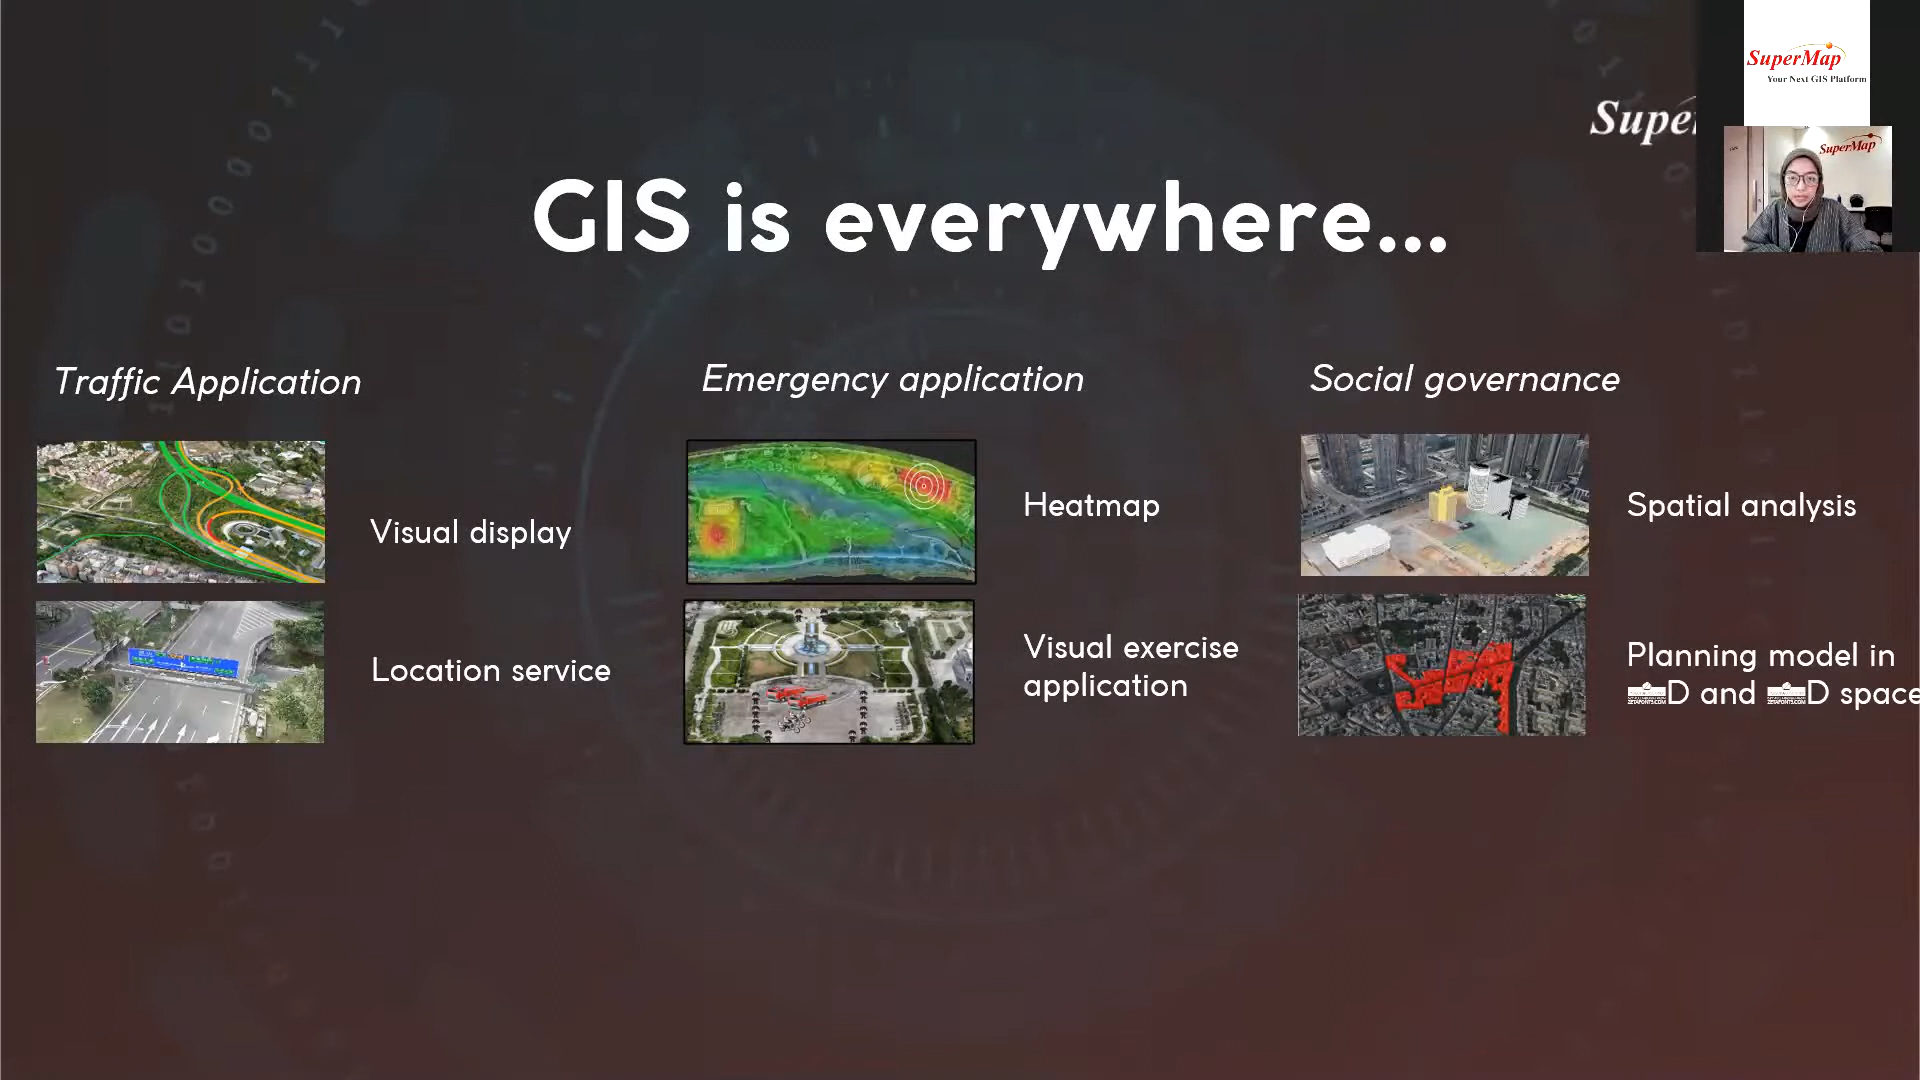 SuperMap
Your Next GIS Platform
Supe
SuperMap
GIS is everywhere...
Traffic Application
Visual display
Location service
Emergency application
Heatmap
Visual exercise
application
Social governance
Spatial analysis
Planning model in
D and D space